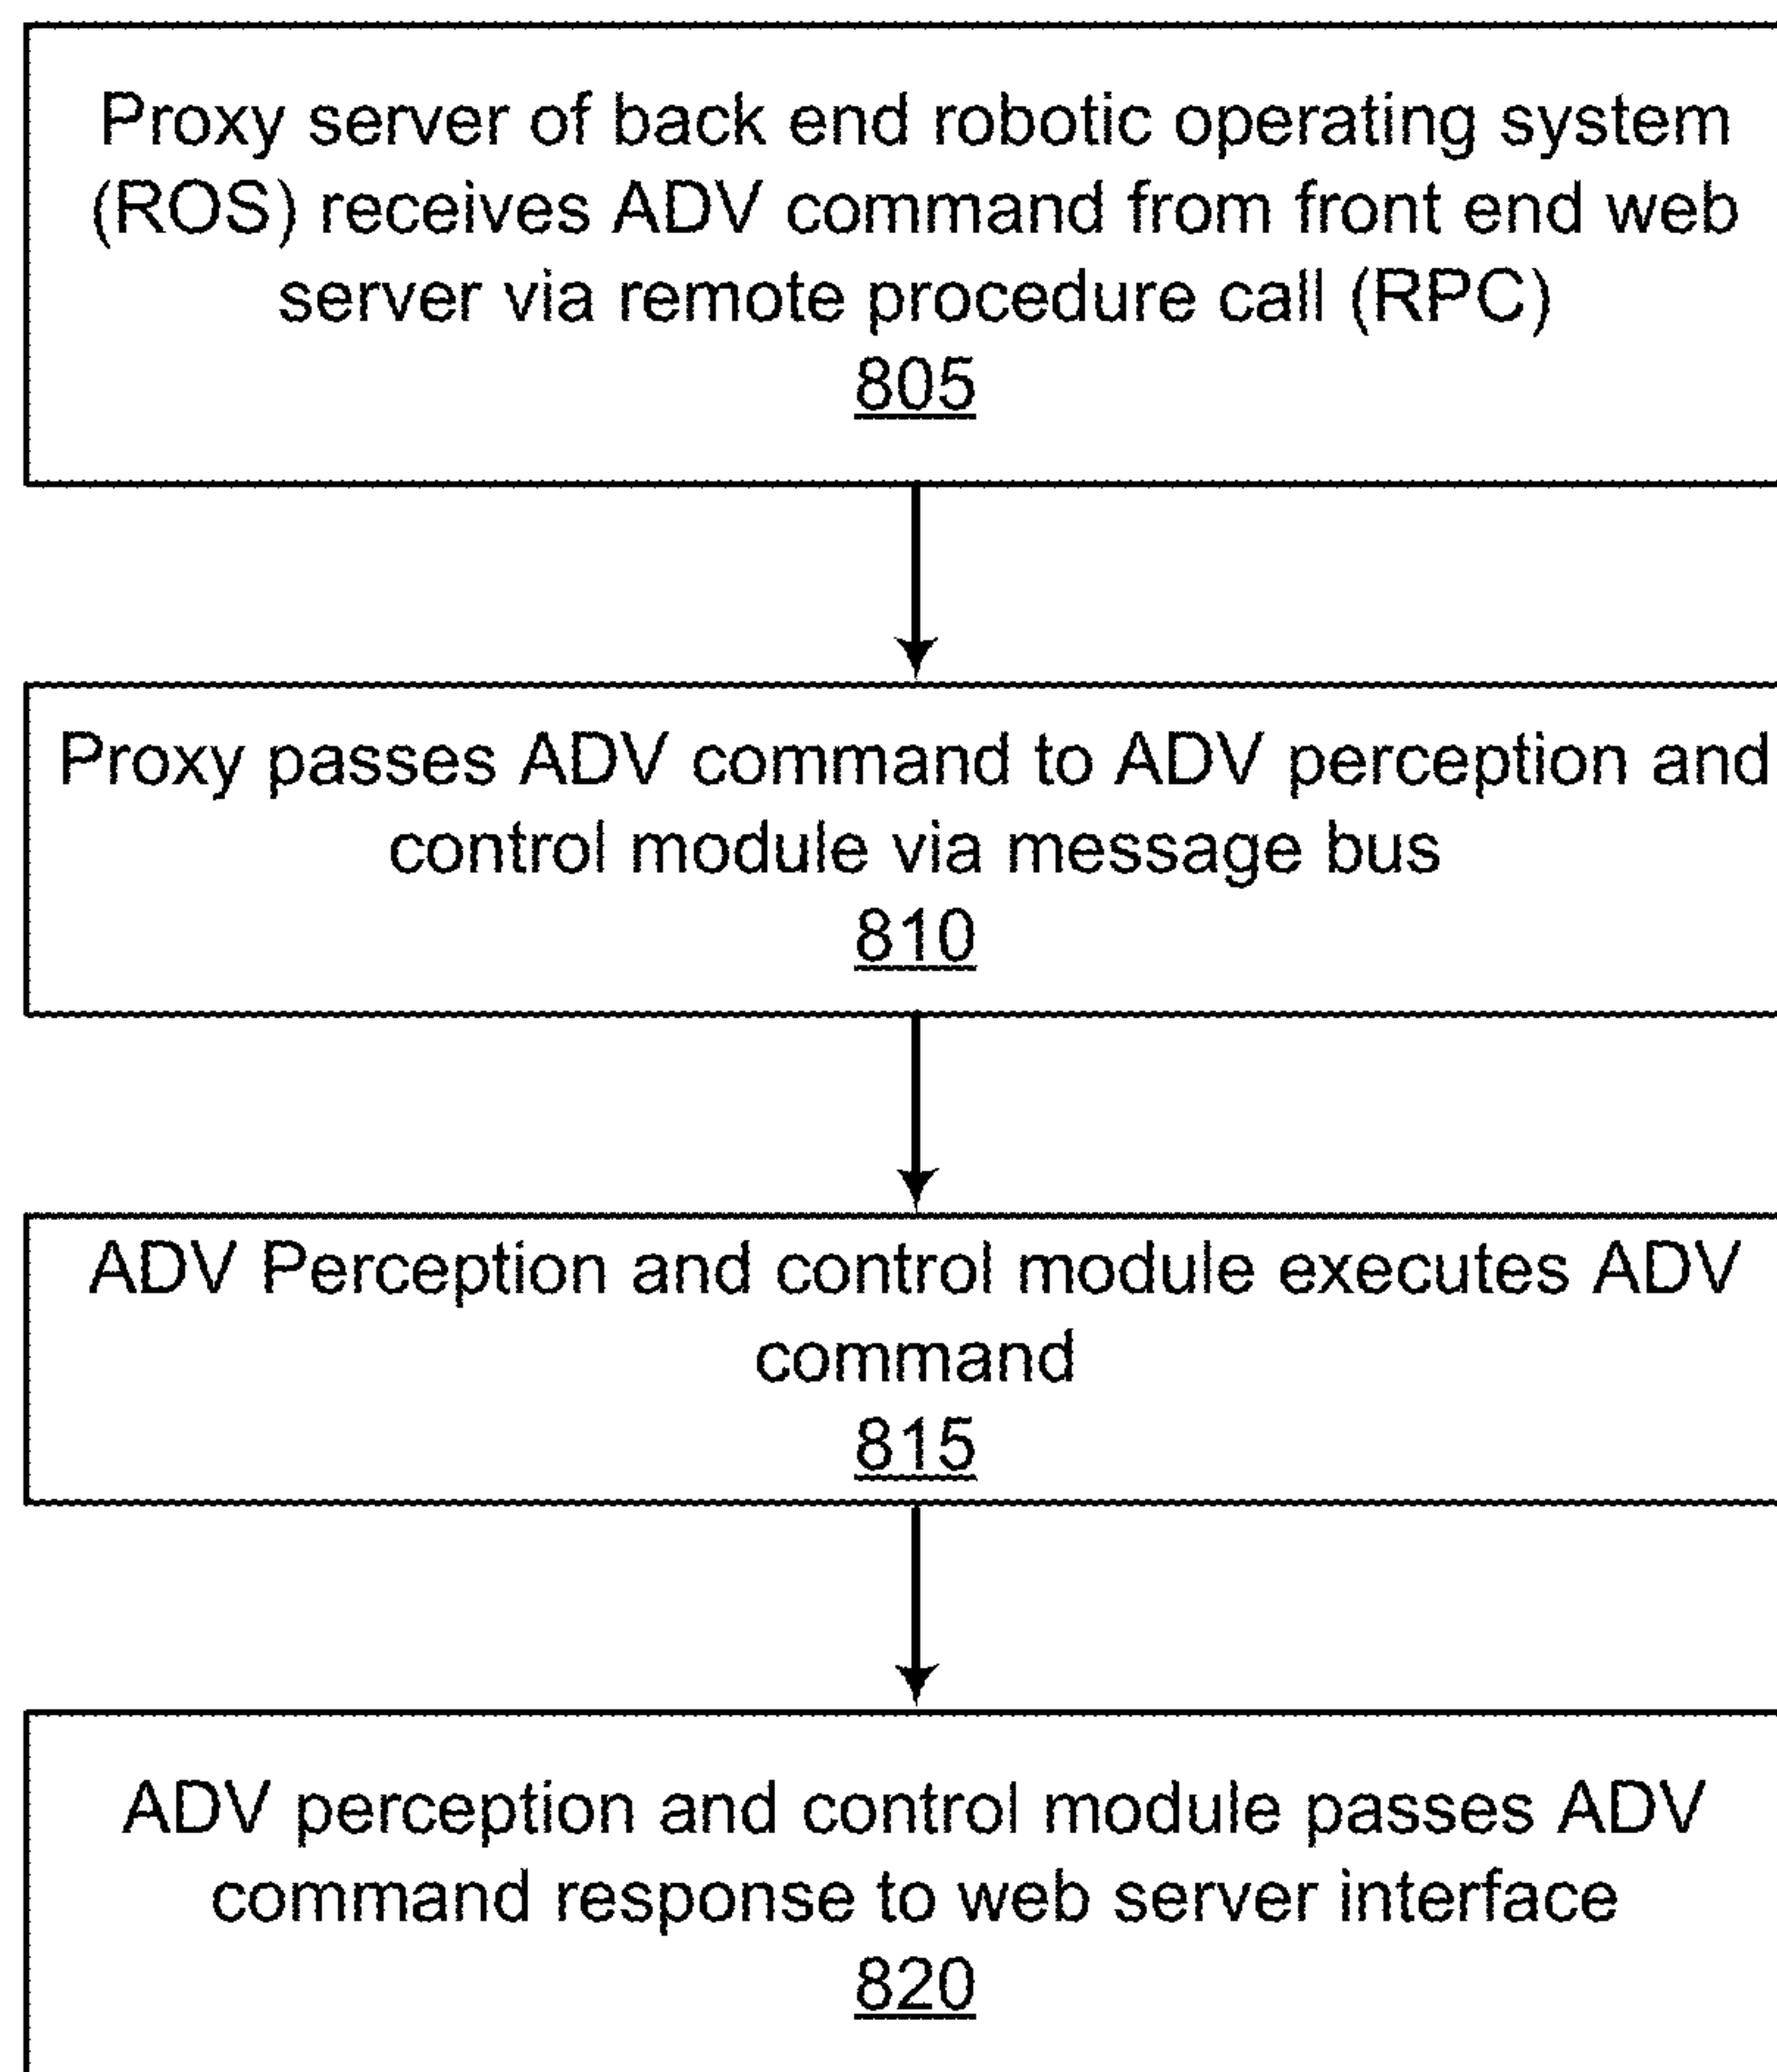 Proxy server of back end robotic operating system
(ROS) receives ADV command from front end web
server via remote procedure call (RPC)
805
Proxy passes ADV command to ADV perception and
control module via message bus
810
ADV Perception and control module executes ADV
command
815
ADV perception and control module passes ADV
command response to web server interface
820